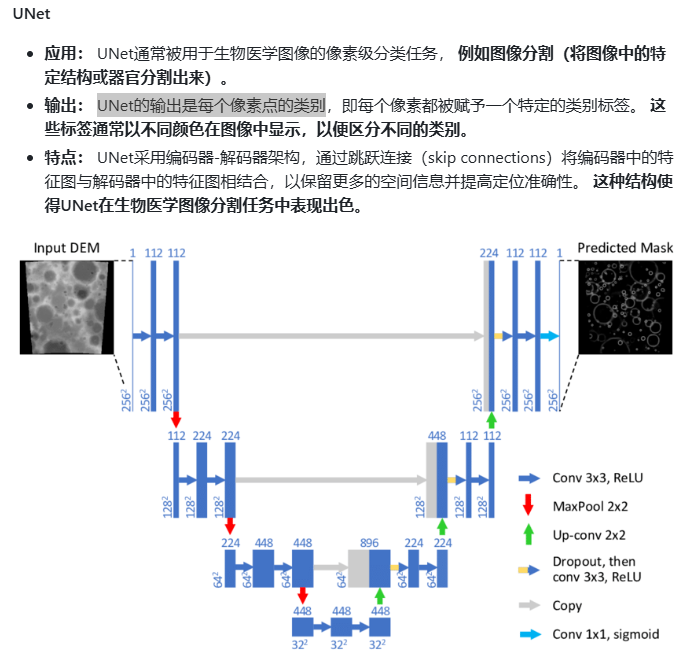 UNet
应用： UNet通常被用于生物医学图像的像素级分类任务， 例如图像分割（将图像中的特
定结构或器官分割出来）。
输出： UNet的输出是每个像素点的类别，即每个像素都被赋予一个特定的类别标签。 这
些标签通常以不同颜色在图像中显示，以便区分不同的类别。
特点： UNet采用编码器-解码器架构，通过跳跃连接（skip connections）将编码器中的特
征图与解码器中的特征图相结合，以保留更多的空间信息并提高定位准确性。 这种结构使
得UNet在生物医学图像分割任务中表现出色。
Input DEM
1 112 112
224 112 112 1
Predicted Mask
256² 256² 256²
256² 256² 256² 256²
112 224 224
448 112 112
128² 128² 128²
128² 128² 128²
224 448 448
896 224 224
64² 64² 64²
64² 64² 64²
448 448 448
32² 32² 32²
Conv 3x3, ReLU
MaxPool 2x2
Up-conv 2x2
Dropout, then
conv 3x3, ReLU
Copy
Conv 1x1, sigmoid